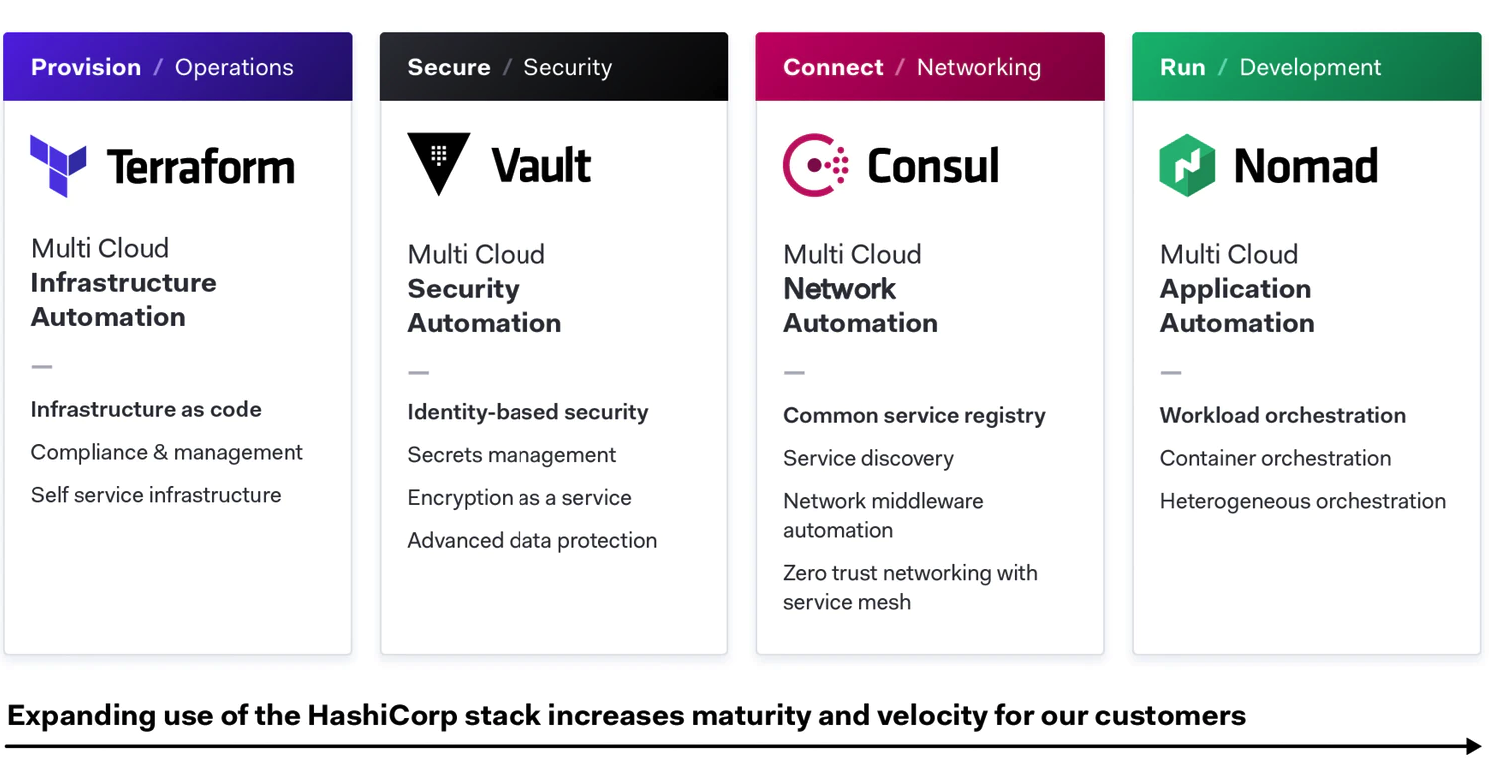 Provision / Operations
Terraform
Multi Cloud
Infrastructure
Automation
Infrastructure as code
Compliance & management
Self service infrastructure
Secure / Security
Vault
Multi Cloud
Security
Automation
Identity-based security
Secrets management
Encryption as a service
Advanced data protection
Connect / Networking
Consul
Multi Cloud
Network
Automation
Common service registry
Service discovery
Network middleware
automation
Zero trust networking with
service mesh
Run / Development
Nomad
Multi Cloud
Application
Automation
Workload orchestration
Container orchestration
Heterogeneous orchestration
Expanding use of the HashiCorp stack increases maturity and velocity for our customers